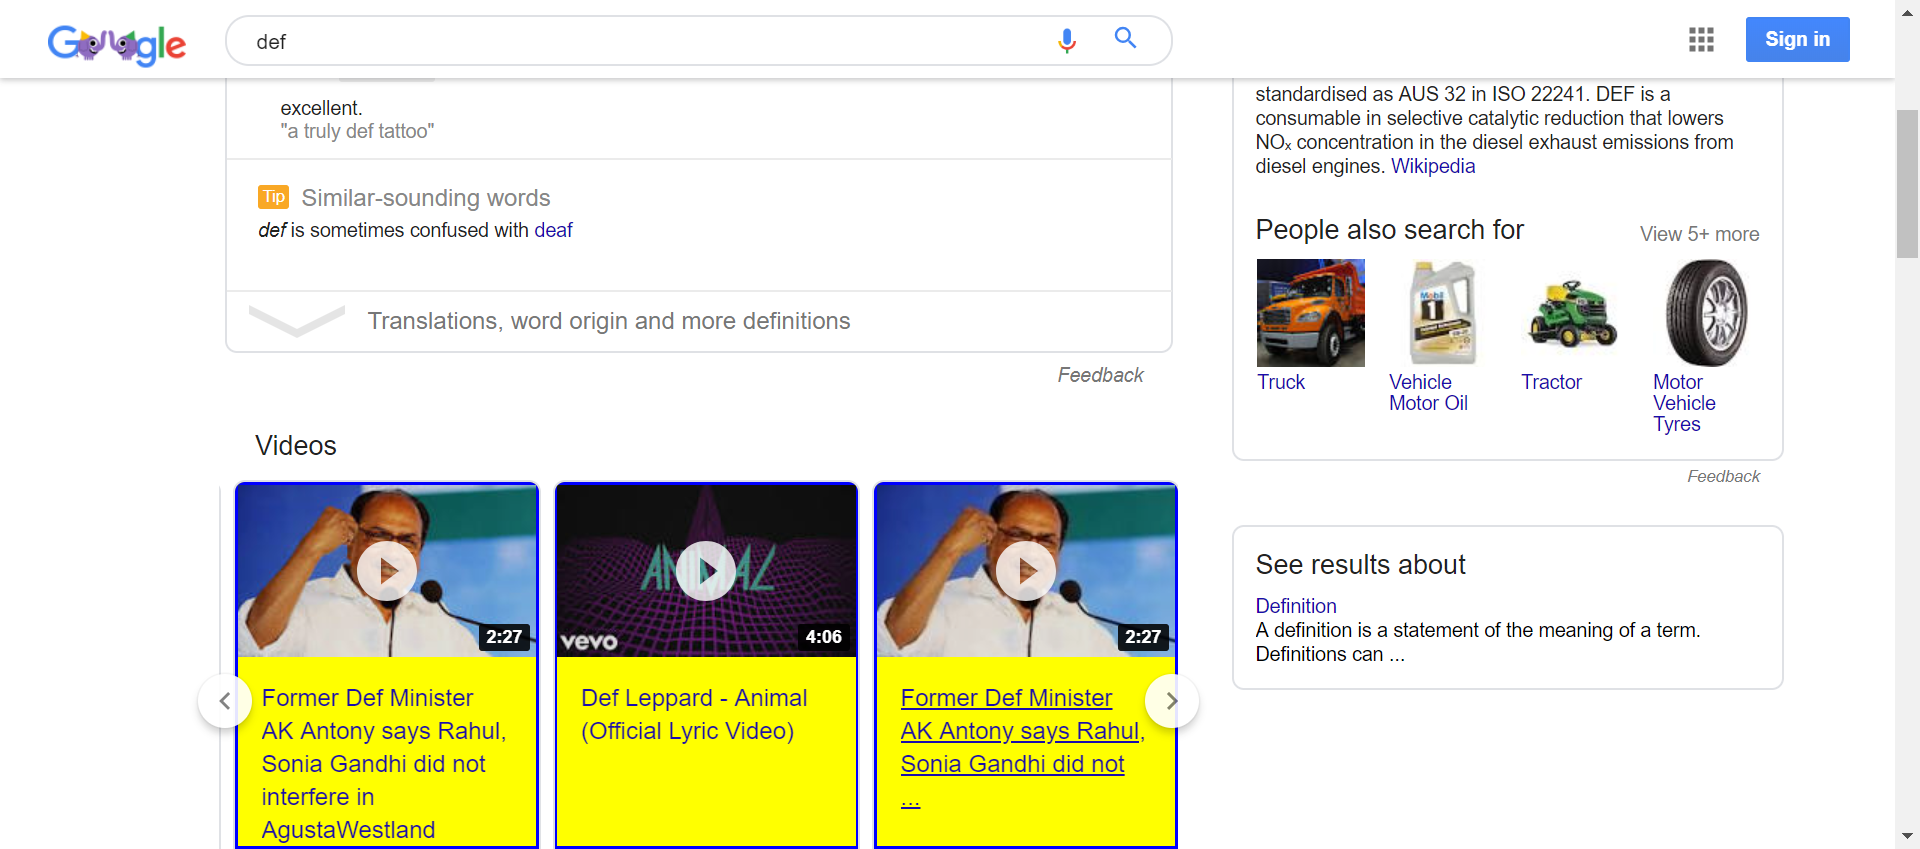 Google
def
Sign in
excellent.
"a truly def tattoo"
Tip Similar-sounding words
def is sometimes confused with deaf
Translations, word origin and more definitions
Feedback
Videos
ANIMAL
vevo
2:27
4:06
2:27
Former Def Minister
AK Antony says Rahul,
Sonia Gandhi did not
interfere in
AgustaWestland
Def Leppard - Animal
(Official Lyric Video)
Former Def Minister
AK Antony says Rahul,
Sonia Gandhi did not
...
standardised as AUS 32 in ISO 22241. DEF is a
consumable in selective catalytic reduction that lowers
NOₓ concentration in the diesel exhaust emissions from
diesel engines. Wikipedia
People also search for
View 5+ more
Mobil
1
Truck
Vehicle
Motor Oil
Tractor
Motor
Vehicle
Tyres
Feedback
See results about
Definition
A definition is a statement of the meaning of a term.
Definitions can ...